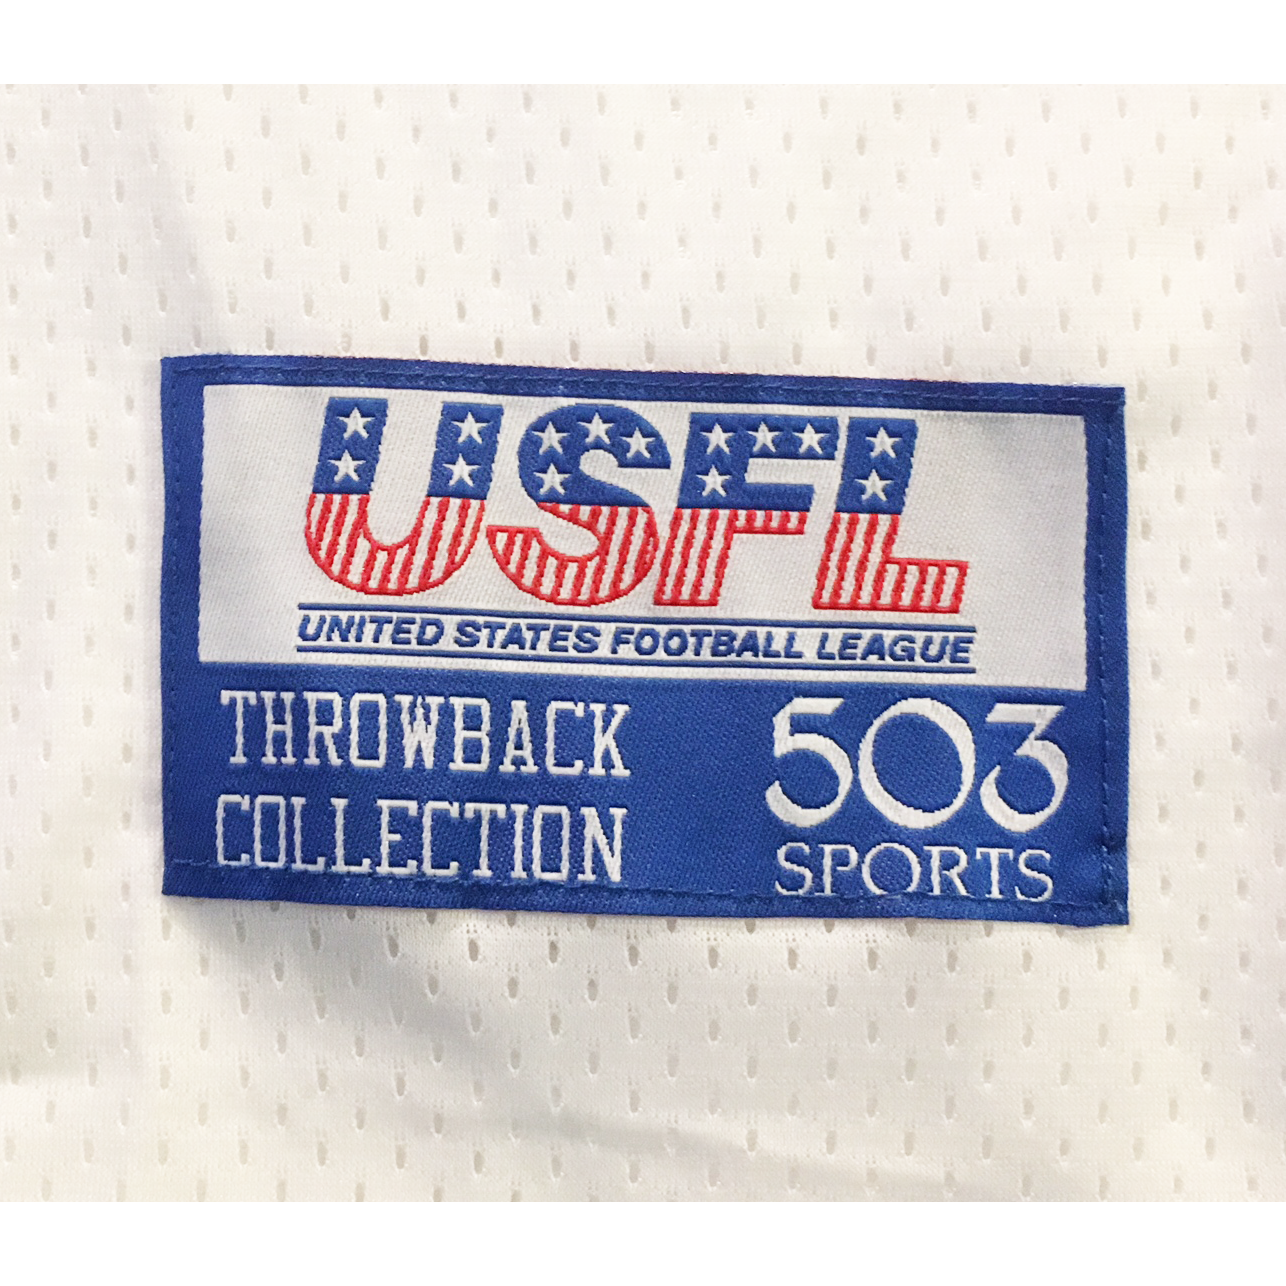 USFL
UNITED STATES FOOTBALL LEAGUE
THROWBACK
COLLECTION
503
SPORTS